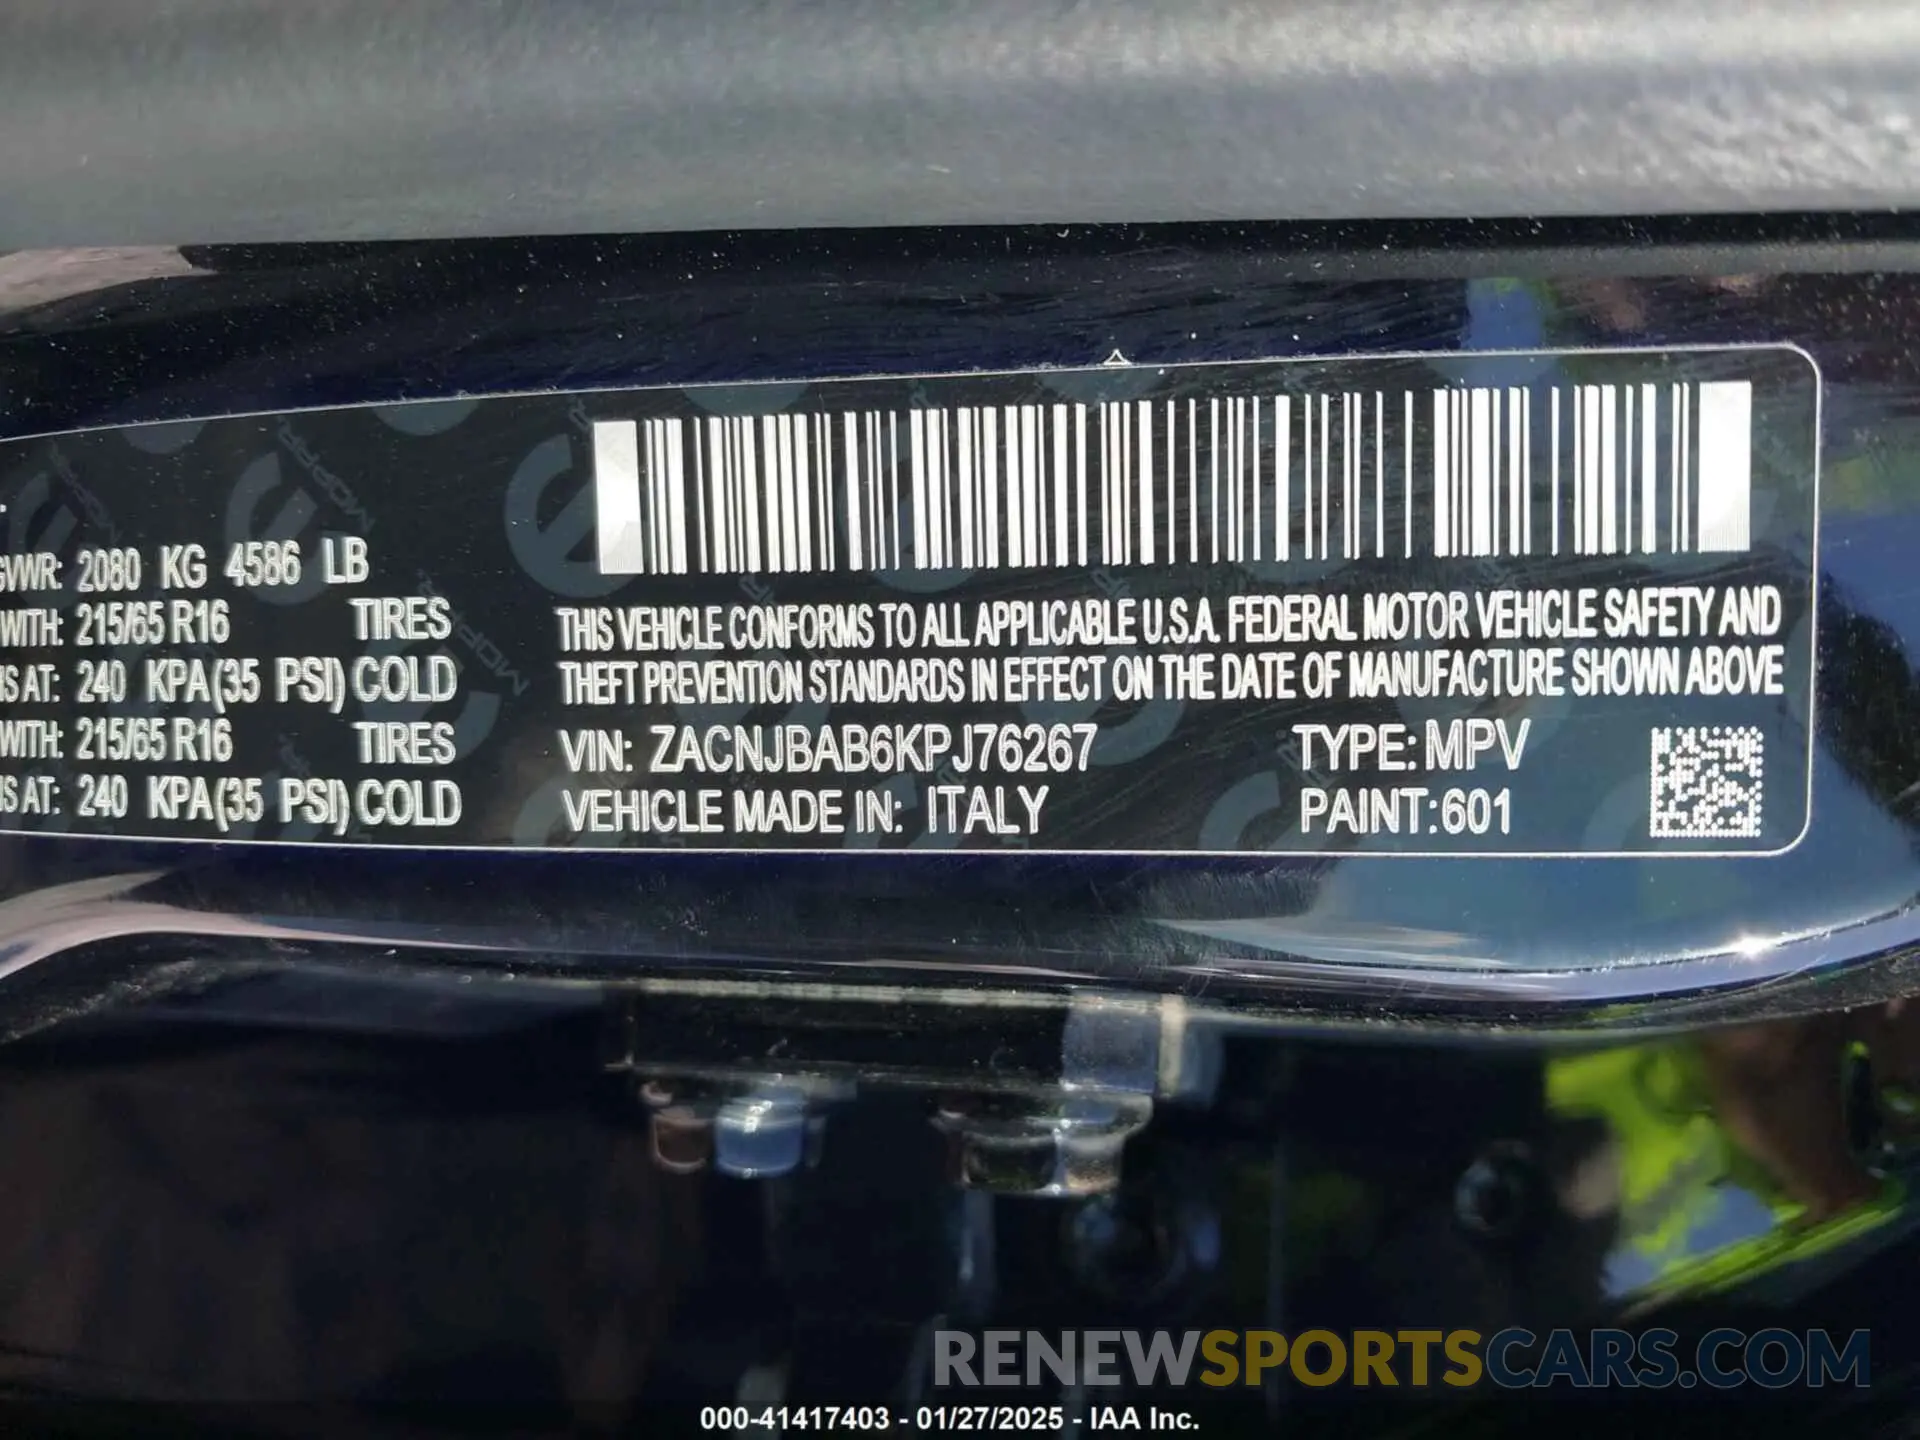 GVWR: 2080 KG 4586 LB
WITH: 215/65 R16 TIRES
AT: 240 KPA(35 PSI) COLD
WITH: 215/65 R16 TIRES
AT: 240 KPA(35 PSI) COLD
THIS VEHICLE CONFORMS TO ALL APPLICABLE U.S.A. FEDERAL MOTOR VEHICLE SAFETY AND
THEFT PREVENTION STANDARDS IN EFFECT ON THE DATE OF MANUFACTURE SHOWN ABOVE
VIN: ZACNJBAB6KPJ76267 TYPE: MPV
VEHICLE MADE IN: ITALY PAINT:601
RENEWSPORTSCARS.COM
000-41417403 - 01/27/2025 - IAA Inc.